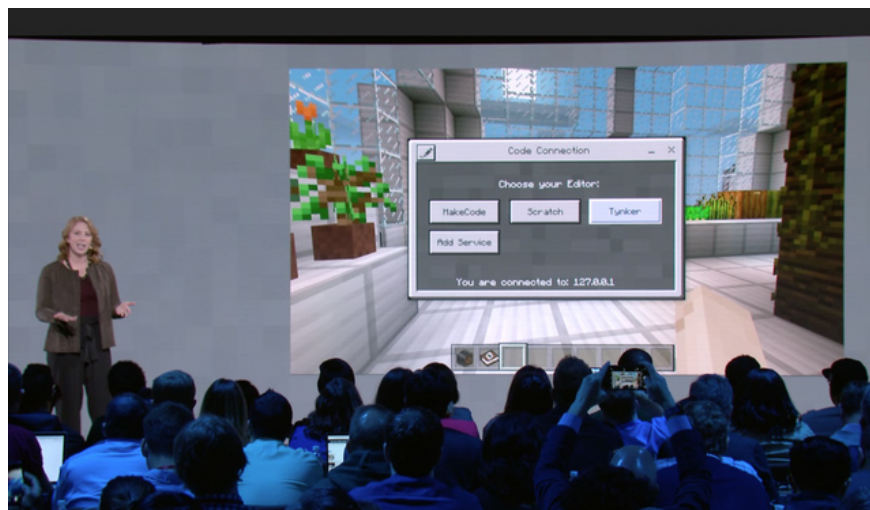 Code Connection
Choose your Editor:
MakeCode Scratch Tynker
Add Service
You are connected to: 127.0.0.1